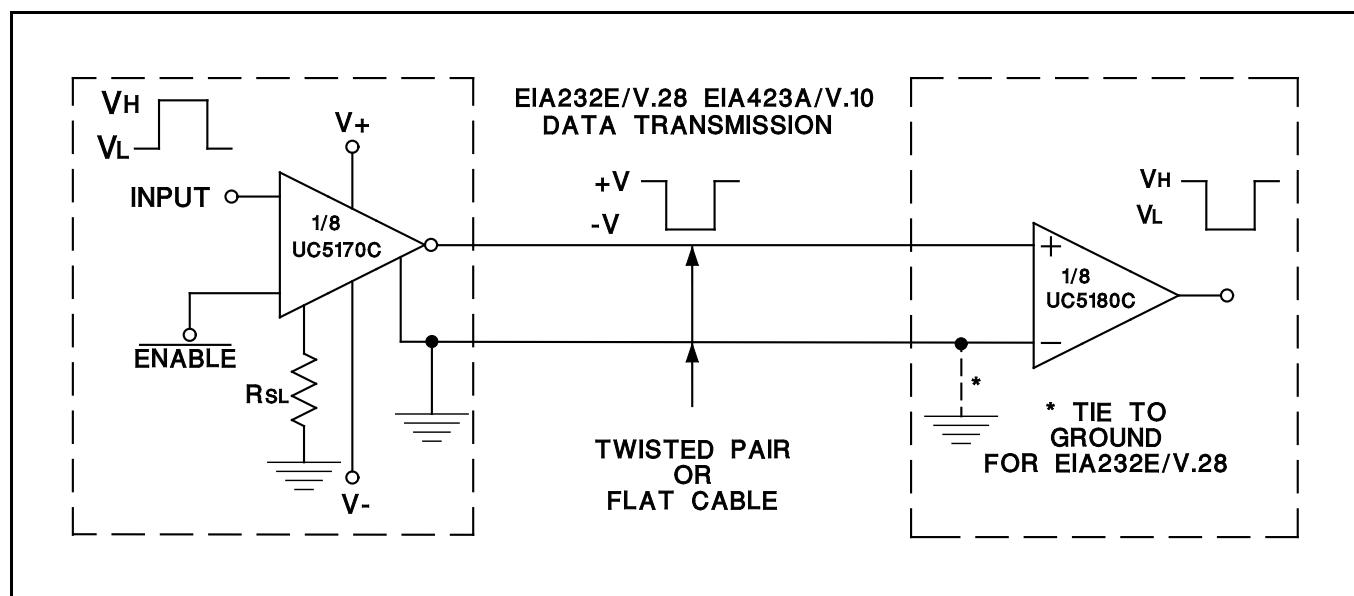 VH
VL
V+
INPUT
1/8
UC5170C
ENABLE
RSL
V-
EIA232E/V.28 EIA423A/V.10
DATA TRANSMISSION
+V
-V
TWISTED PAIR
OR
FLAT CABLE
VH
VL
+
1/8
UC5180C
−
*
* TIE TO
GROUND
FOR EIA232E/V.28